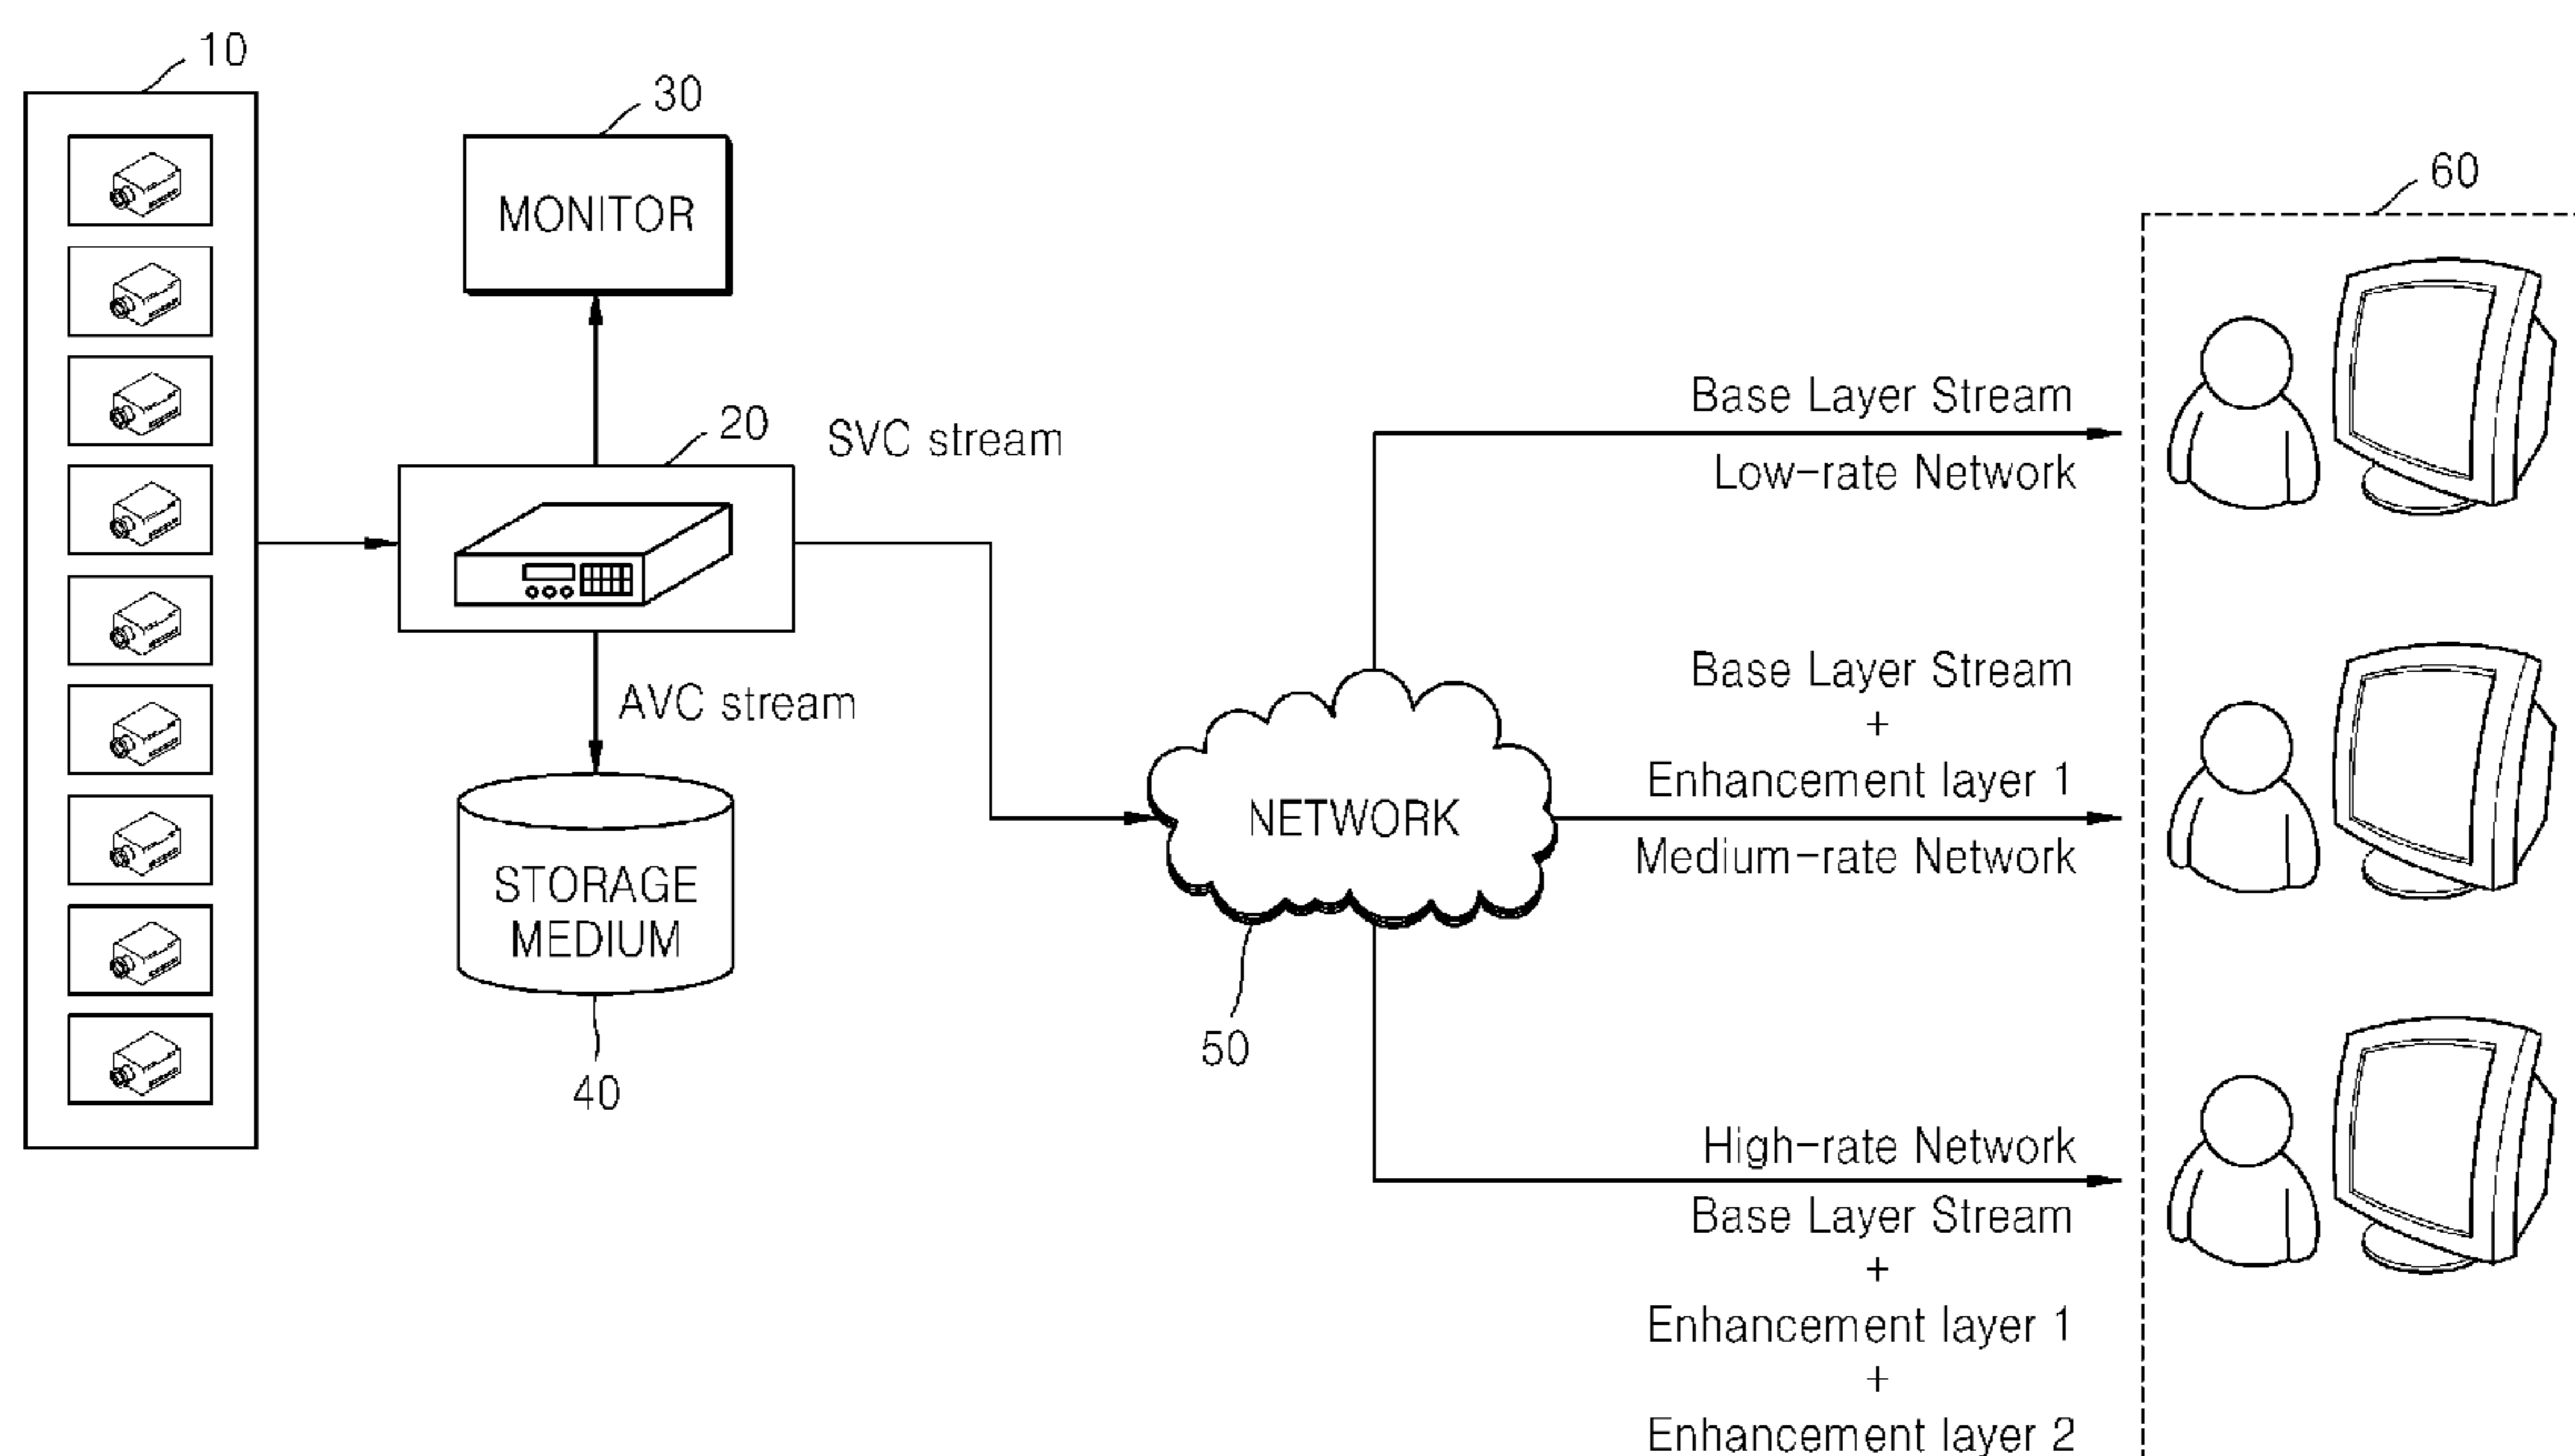 10
30
MONITOR
60
20
SVC stream
Base Layer Stream
Low-rate Network
AVC stream
STORAGE
MEDIUM
40
NETWORK
50
Base Layer Stream
+
Enhancement layer 1
Medium-rate Network
High-rate Network
Base Layer Stream
+
Enhancement layer 1
+
Enhancement layer 2